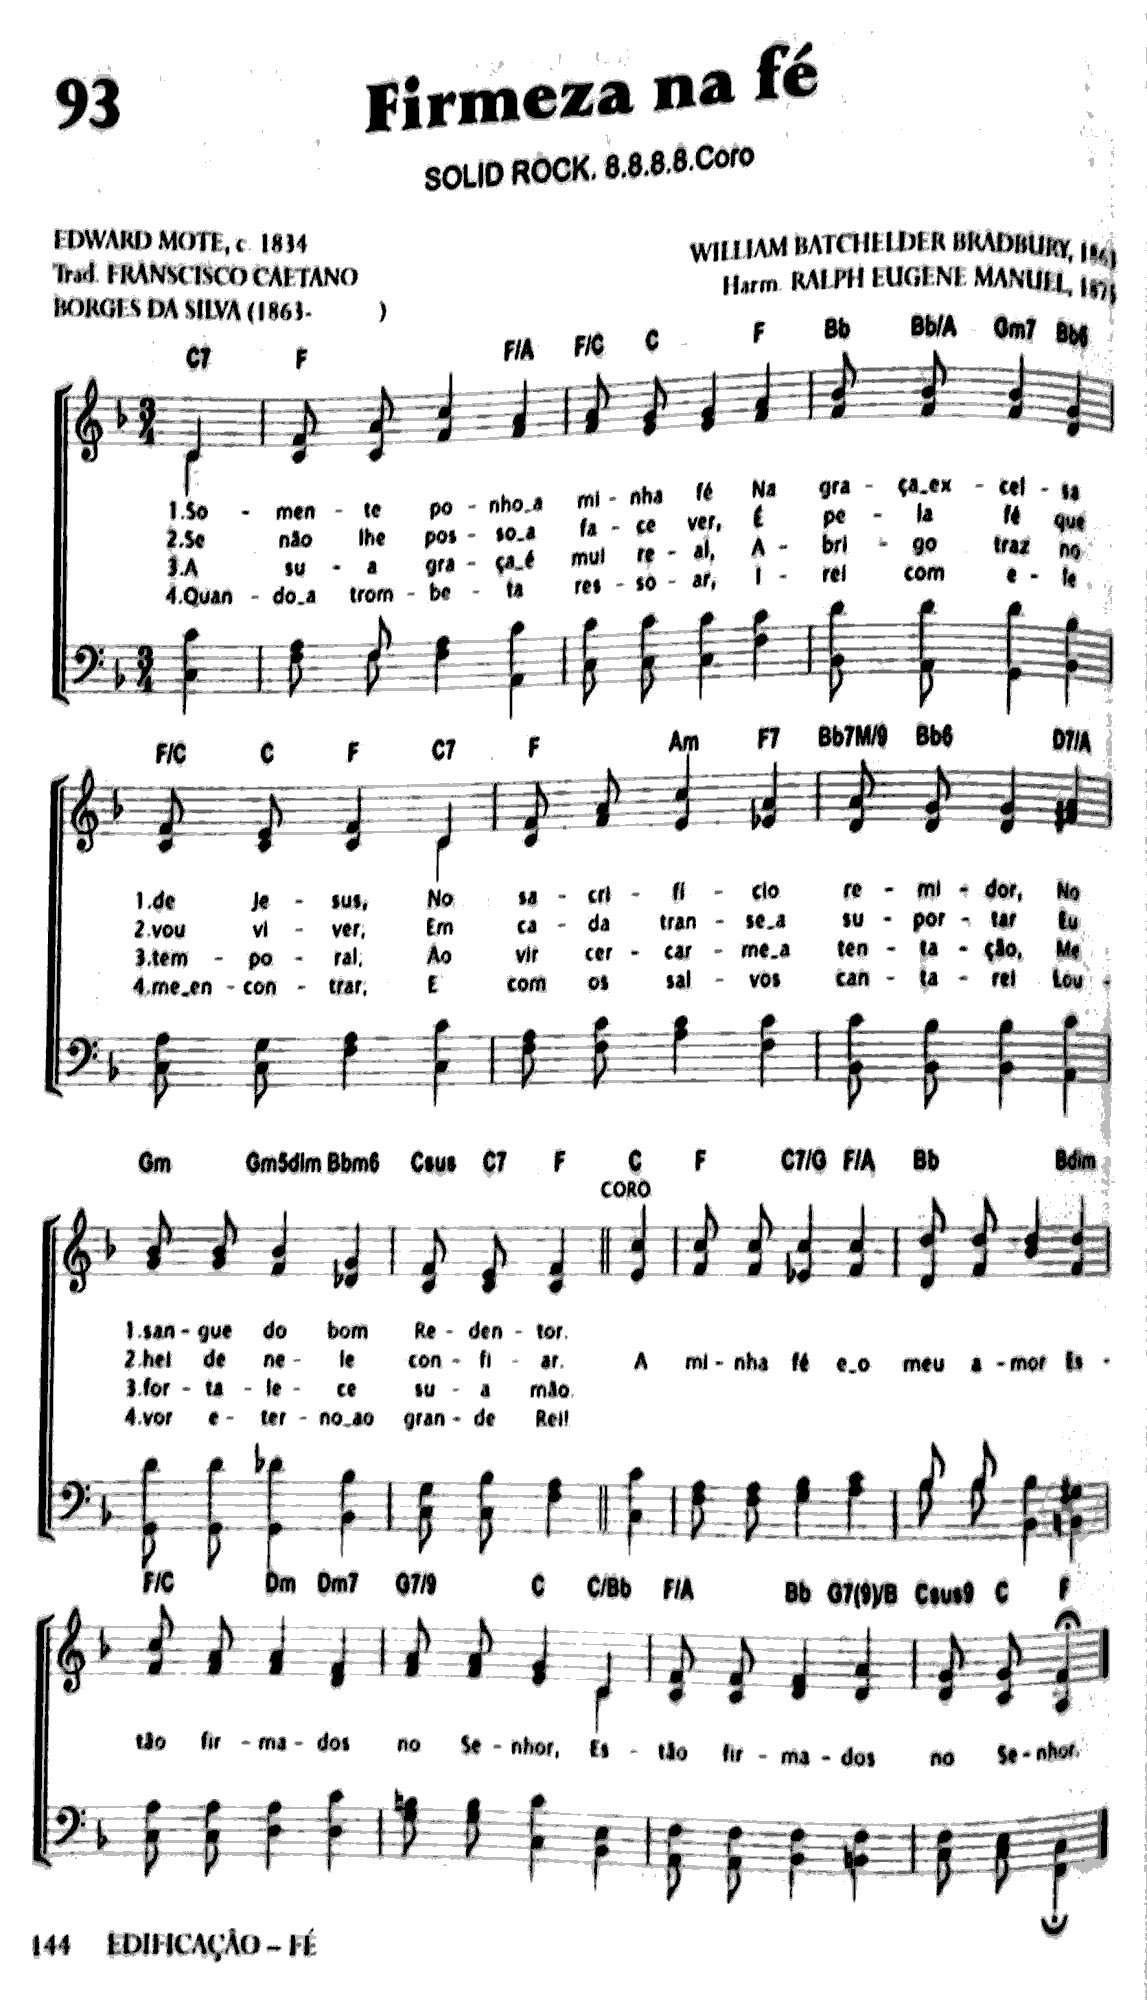 93 Firmeza na fé
SOLID ROCK. 8.8.8.8.Coro
EDWARD MOTE, c. 1834
Trad. FRANSCISCO CAETANO
BORGES DA SILVA (1863- )
WILLIAM BATCHELDER BRADBURY, 1863
Harm. RALPH EUGENE MANUEL, 1975
C7 F F/A F/C C F Bb Bb/A Gm7 Bb6
1.So - men - te po - nho_a mi - nha fé Na gra - ça_ex - cel - sa
2.Se não lhe pos - so_a fa - ce ver, É pe - la fé que
3.A su - a gra - ça_é mui re - al, A - bri - go traz no
4.Quan - do_a trom - be - ta res - so - ar, I - rei com e - le
F/C C F C7 F Am F7 Bb7M/9 Bb6 D7/A
1.de Je - sus, No sa - cri - fí - cio re - mi - dor, No
2.vou vi - ver, Em ca - da tran - se_a su - por - tar Eu
3.tem - po - ral; Ao vir cer - car - me_a ten - ta - ção, Me
4.me_en - con - trar, E com os sal - vos can - ta - rei Lou -
Gm Gm5dim Bbm6 Csus C7 F C F C7/G F/A Bb Bdim
CORO
1.san - gue do bom Re - den - tor.
2.hei de ne - le con - fi - ar. A mi - nha fé e_o meu a - mor Es -
3.for - ta - le - ce su - a mão.
4.vor e - ter - no_ao gran - de Rei!
F/C Dm Dm7 G7/9 C C/Bb F/A Bb G7(9)/B Csus9 C F
tão fir - ma - dos no Se - nhor, Es - tão fir - ma - dos no Se - nhor.
144 EDIFICAÇÃO – FÉ